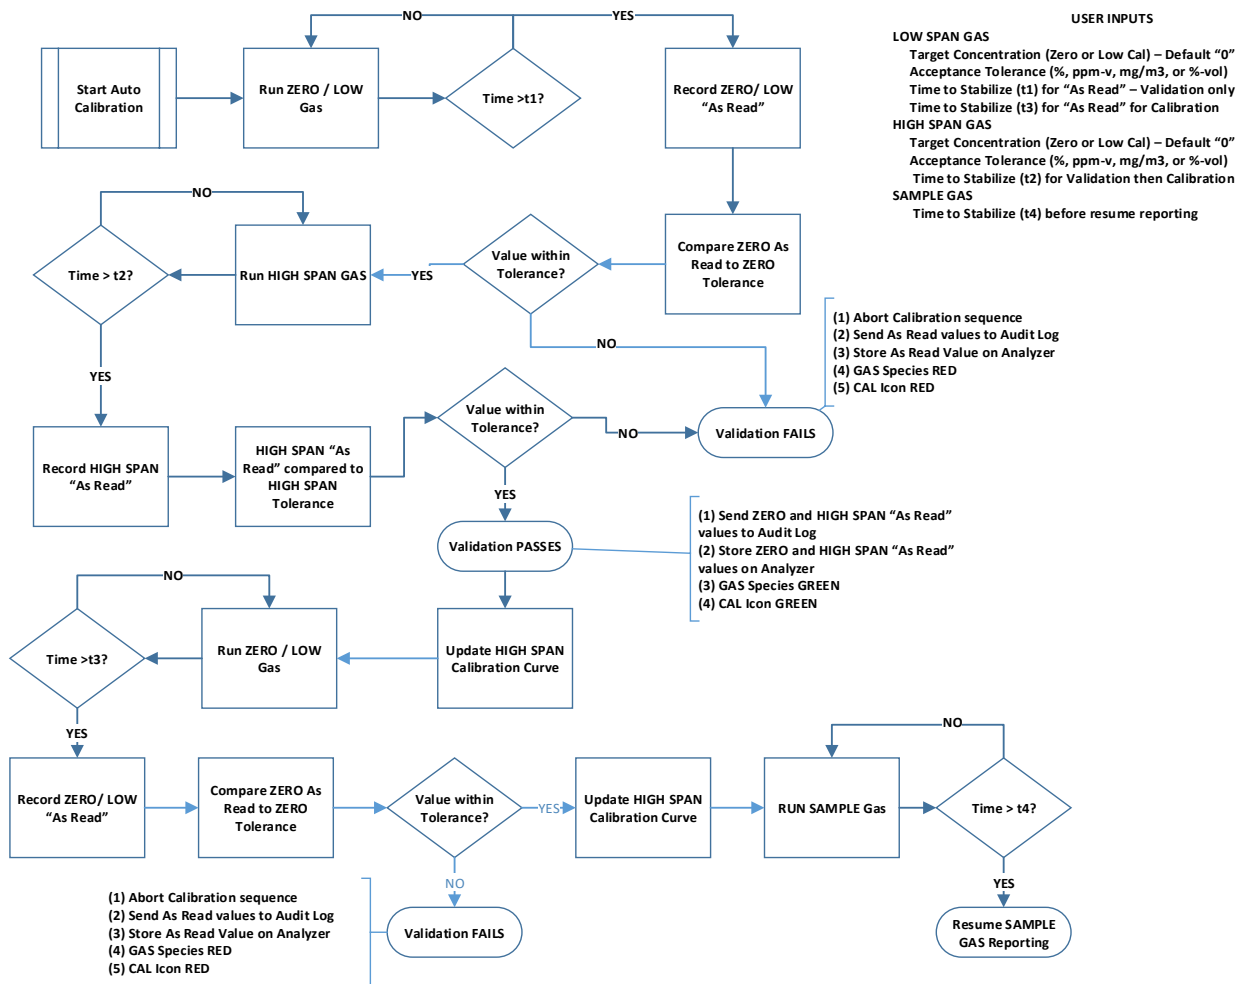 NO
YES
USER INPUTS
Start Auto
Calibration
Run ZERO / LOW
Gas
Time >t1?
Record ZERO/ LOW
“As Read”
LOW SPAN GAS
Target Concentration (Zero or Low Cal) – Default “0”
Acceptance Tolerance (%, ppm-v, mg/m3, or %-vol)
Time to Stabilize (t1) for “As Read” – Validation only
Time to Stabilize (t3) for “As Read” for Calibration
HIGH SPAN GAS
Target Concentration (Zero or Low Cal) – Default “0”
Acceptance Tolerance (%, ppm-v, mg/m3, or %-vol)
Time to Stabilize (t2) for Validation then Calibration
SAMPLE GAS
Time to Stabilize (t4) before resume reporting
NO
Time > t2?
Run HIGH SPAN GAS
YES
Value within
Tolerance?
Compare ZERO As
Read to ZERO
Tolerance
NO
(1) Abort Calibration sequence
(2) Send As Read values to Audit Log
(3) Store As Read Value on Analyzer
(4) GAS Species RED
(5) CAL Icon RED
YES
Record HIGH SPAN
“As Read”
HIGH SPAN “As
Read” compared to
HIGH SPAN
Tolerance
Value within
Tolerance?
NO
Validation FAILS
YES
Validation PASSES
(1) Send ZERO and HIGH SPAN “As Read”
values to Audit Log
(2) Store ZERO and HIGH SPAN “As Read”
values on Analyzer
(3) GAS Species GREEN
(4) CAL Icon GREEN
NO
Time >t3?
Run ZERO / LOW
Gas
Update HIGH SPAN
Calibration Curve
YES
Record ZERO/ LOW
“As Read”
Compare ZERO As
Read to ZERO
Tolerance
Value within
Tolerance?
YES
Update HIGH SPAN
Calibration Curve
RUN SAMPLE Gas
NO
Time > t4?
NO
YES
(1) Abort Calibration sequence
(2) Send As Read values to Audit Log
(3) Store As Read Value on Analyzer
(4) GAS Species RED
(5) CAL Icon RED
Validation FAILS
Resume SAMPLE
GAS Reporting